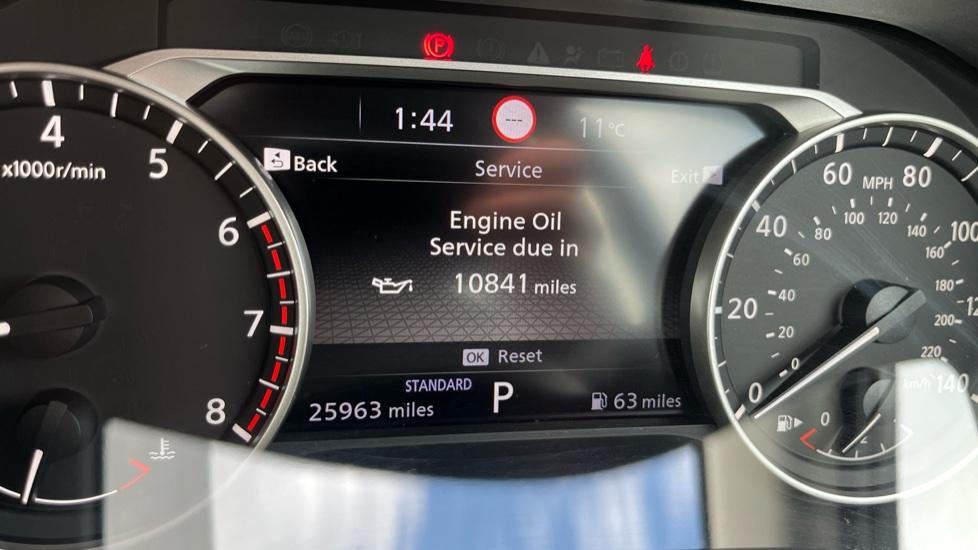 1:44
---
11°C
Back
Service
Exit
Engine Oil
Service due in
10841 miles
OK Reset
STANDARD
25963 miles
P
63 miles
4
x1000r/min
5
6
7
8
P
0
20
40
60
MPH
80
100
140
0
20
40
60
80
100
120
140
160
180
200
220
km/h
0